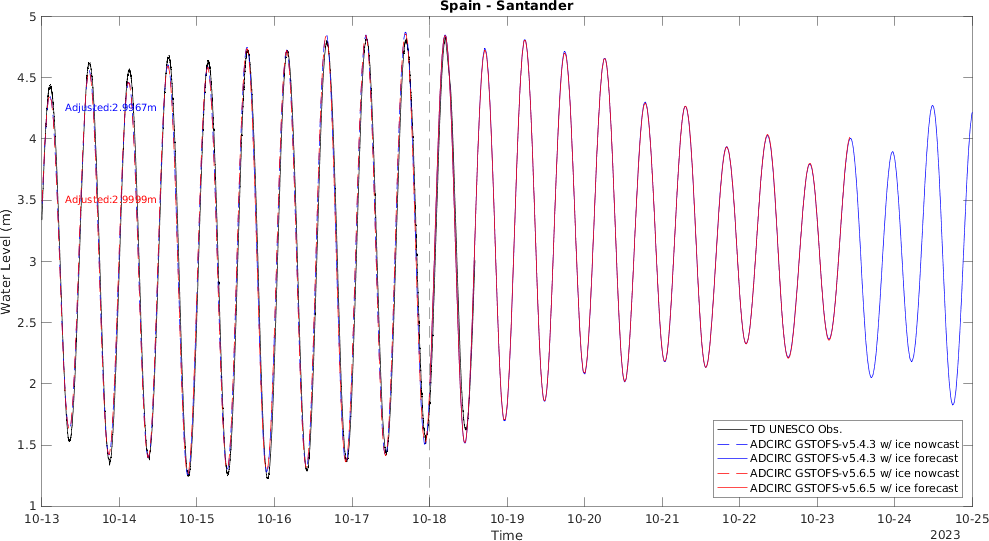 Spain - Santander
5
4.5
4
3.5
3
2.5
2
1.5
1
Water Level (m)
Adjusted:2.9967m
Adjusted:2.9999m
TD UNESCO Obs.
ADCIRC GSTOFS-v5.4.3 w/ ice nowcast
ADCIRC GSTOFS-v5.4.3 w/ ice forecast
ADCIRC GSTOFS-v5.6.5 w/ ice nowcast
ADCIRC GSTOFS-v5.6.5 w/ ice forecast
10-13 10-14 10-15 10-16 10-17 10-18 10-19 10-20 10-21 10-22 10-23 10-24 10-25
Time
2023